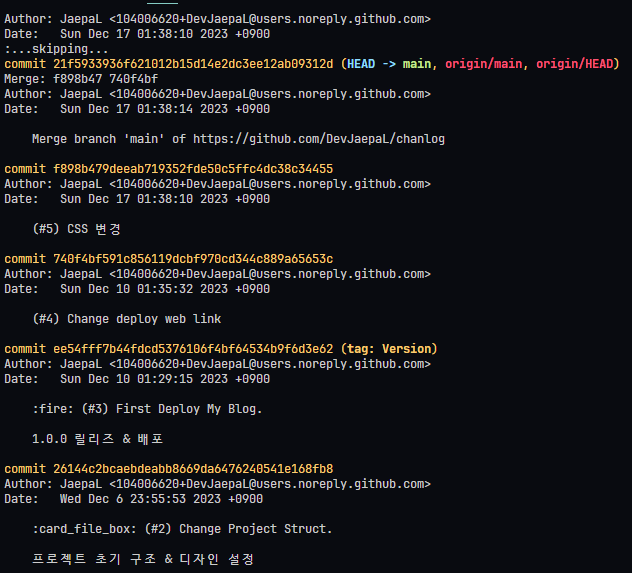 Author: JaepaL <104006620+DevJaepaL@users.noreply.github.com>
Date:   Sun Dec 17 01:38:10 2023 +0900
:...skipping...
commit 21f5933936f621012b15d14e2dc3ee12ab09312d (HEAD -> main, origin/main, origin/HEAD)
Merge: f898b47 740f4bf
Author: JaepaL <104006620+DevJaepaL@users.noreply.github.com>
Date:   Sun Dec 17 01:38:14 2023 +0900
Merge branch 'main' of https://github.com/DevJaepaL/chanlog
commit f898b479deeab719352fde50c5ffc4dc38c34455
Author: JaepaL <104006620+DevJaepaL@users.noreply.github.com>
Date:   Sun Dec 17 01:38:10 2023 +0900
(#5) CSS 변경
commit 740f4bf591c856119dcbf970cd344c889a65653c
Author: JaepaL <104006620+DevJaepaL@users.noreply.github.com>
Date:   Sun Dec 10 01:35:32 2023 +0900
(#4) Change deploy web link
commit ee54fff7b44fdcd5376106f4bf64534b9f6d3e62 (tag: Version)
Author: JaepaL <104006620+DevJaepaL@users.noreply.github.com>
Date:   Sun Dec 10 01:29:15 2023 +0900
:fire: (#3) First Deploy My Blog.
1.0.0 릴리즈 & 배포
commit 26144c2bcaebdeabb8669da6476240541e168fb8
Author: JaepaL <104006620+DevJaepaL@users.noreply.github.com>
Date:   Wed Dec 6 23:55:53 2023 +0900
:card_file_box: (#2) Change Project Struct.
프로젝트 초기 구조 & 디자인 설정